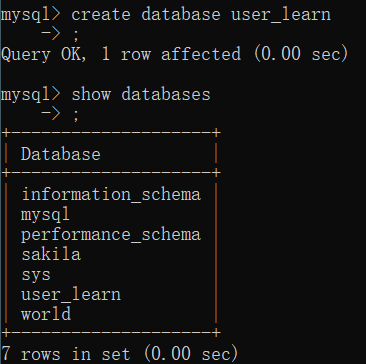 mysql> create database user_learn
    -> ;
Query OK, 1 row affected (0.00 sec)
mysql> show databases
    -> ;
+--------------------+
| Database           |
+--------------------+
| information_schema |
| mysql              |
| performance_schema |
| sakila             |
| sys                |
| user_learn         |
| world              |
+--------------------+
7 rows in set (0.00 sec)